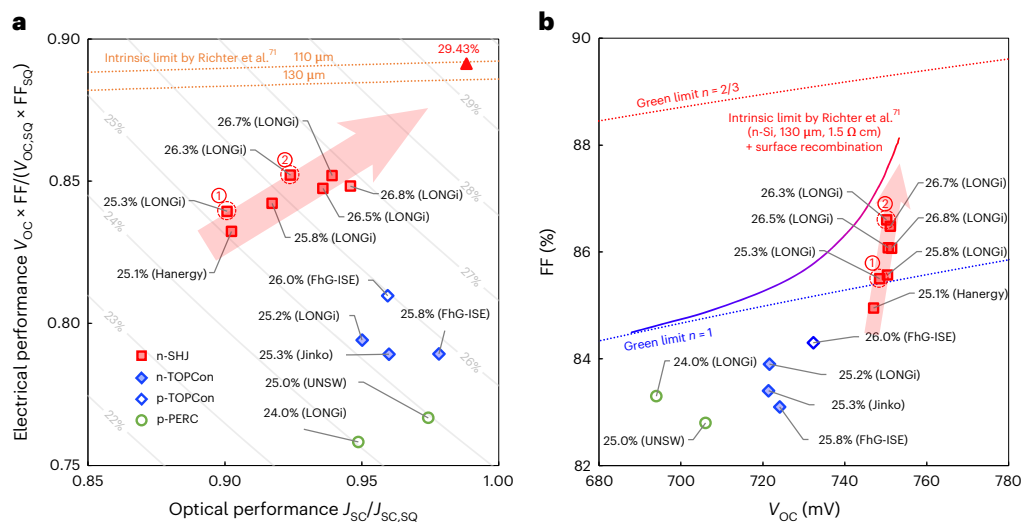 a
Electrical performance V_OC × FF/(V_OC,SQ × FF_SQ)
0.90
0.85
0.80
0.75
Intrinsic limit by Richter et al.^71
110 µm
130 µm
29.43%
25%
24%
23%
22%
29%
28%
27%
26%
26.7% (LONGi)
26.3% (LONGi)
2
1
25.3% (LONGi)
26.8% (LONGi)
26.5% (LONGi)
25.8% (LONGi)
25.1% (Hanergy)
26.0% (FhG-ISE)
25.2% (LONGi)
25.8% (FhG-ISE)
25.3% (Jinko)
25.0% (UNSW)
24.0% (LONGi)
n-SHJ
n-TOPCon
p-TOPCon
p-PERC
0.85
0.90
0.95
1.00
Optical performance J_SC/J_SC,SQ
b
FF (%)
90
88
86
84
82
Green limit n = 2/3
Intrinsic limit by Richter et al.^71
(n-Si, 130 µm, 1.5 Ω cm)
+ surface recombination
26.3% (LONGi)
26.7% (LONGi)
2
26.5% (LONGi)
26.8% (LONGi)
25.3% (LONGi)
1
25.8% (LONGi)
25.1% (Hanergy)
Green limit n = 1
26.0% (FhG-ISE)
24.0% (LONGi)
25.2% (LONGi)
25.3% (Jinko)
25.0% (UNSW)
25.8% (FhG-ISE)
680
700
720
740
760
780
V_OC (mV)